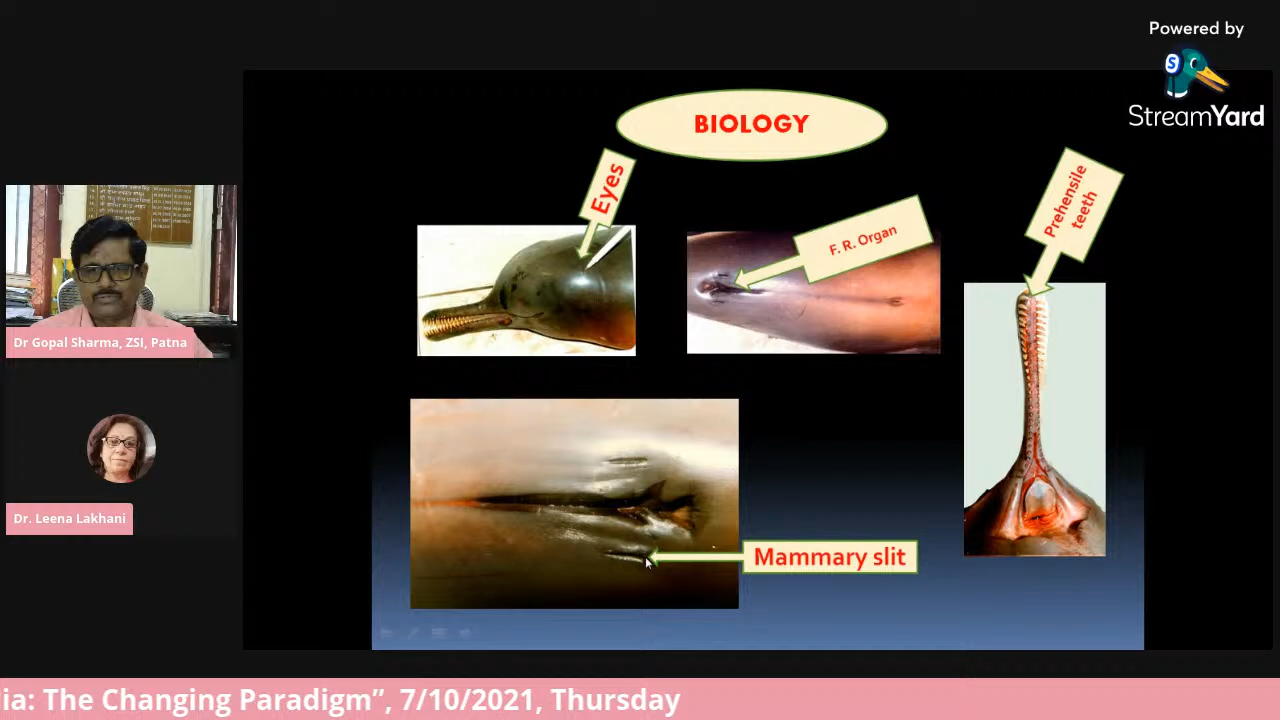 Powered by
StreamYard
BIOLOGY
Eyes
F. R. Organ
Prehensile
teeth
Mammary slit
Dr Gopal Sharma, ZSI, Patna
Dr. Leena Lakhani
ia: The Changing Paradigm”, 7/10/2021, Thursday